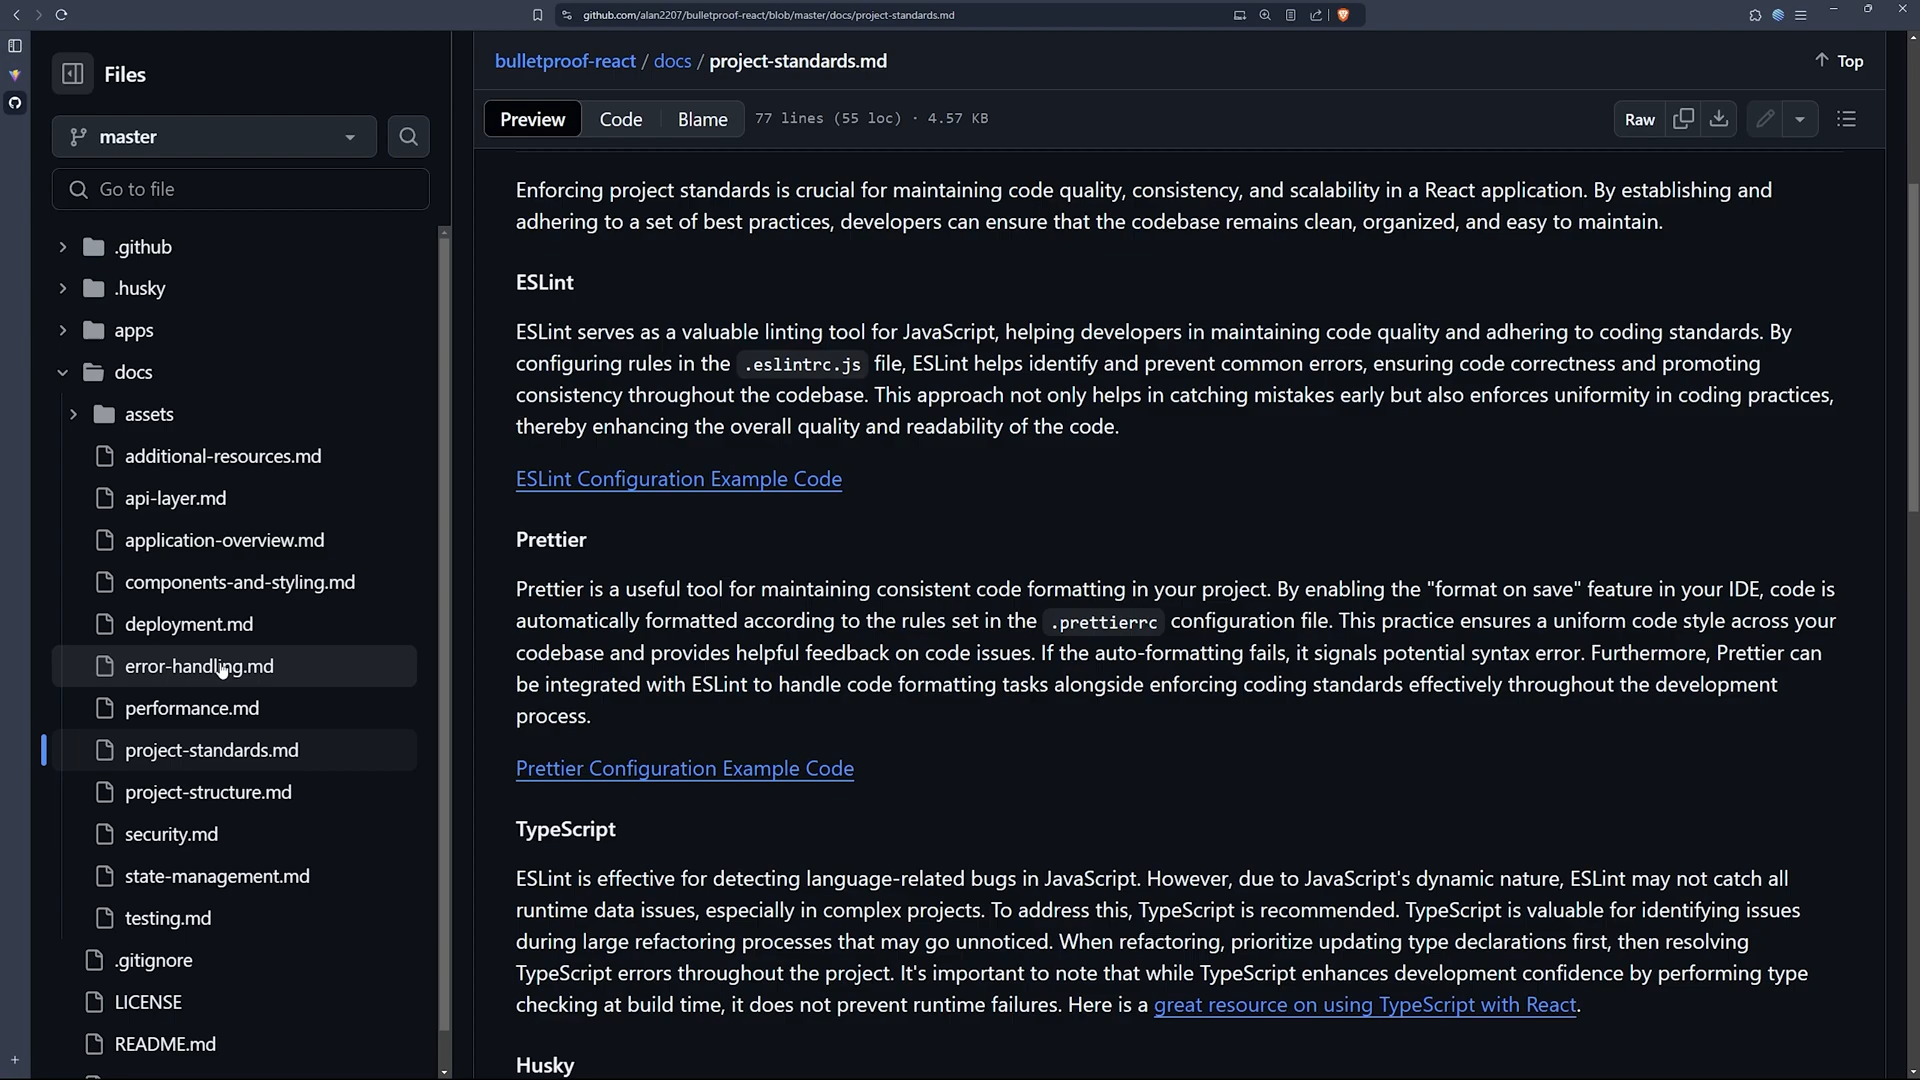 github.com/alan2207/bulletproof-react/blob/master/docs/project-standards.md
Files
master
Go to file
.github
.husky
apps
docs
assets
additional-resources.md
api-layer.md
application-overview.md
components-and-styling.md
deployment.md
error-handling.md
performance.md
project-standards.md
project-structure.md
security.md
state-management.md
testing.md
.gitignore
LICENSE
README.md
bulletproof-react / docs / project-standards.md
Top
Preview Code Blame 77 lines (55 loc) · 4.57 KB Raw
Enforcing project standards is crucial for maintaining code quality, consistency, and scalability in a React application. By establishing and
adhering to a set of best practices, developers can ensure that the codebase remains clean, organized, and easy to maintain.
ESLint
ESLint serves as a valuable linting tool for JavaScript, helping developers in maintaining code quality and adhering to coding standards. By
configuring rules in the .eslintrc.js file, ESLint helps identify and prevent common errors, ensuring code correctness and promoting
consistency throughout the codebase. This approach not only helps in catching mistakes early but also enforces uniformity in coding practices,
thereby enhancing the overall quality and readability of the code.
ESLint Configuration Example Code
Prettier
Prettier is a useful tool for maintaining consistent code formatting in your project. By enabling the "format on save" feature in your IDE, code is
automatically formatted according to the rules set in the .prettierrc configuration file. This practice ensures a uniform code style across your
codebase and provides helpful feedback on code issues. If the auto-formatting fails, it signals potential syntax error. Furthermore, Prettier can
be integrated with ESLint to handle code formatting tasks alongside enforcing coding standards effectively throughout the development
process.
Prettier Configuration Example Code
TypeScript
ESLint is effective for detecting language-related bugs in JavaScript. However, due to JavaScript's dynamic nature, ESLint may not catch all
runtime data issues, especially in complex projects. To address this, TypeScript is recommended. TypeScript is valuable for identifying issues
during large refactoring processes that may go unnoticed. When refactoring, prioritize updating type declarations first, then resolving
TypeScript errors throughout the project. It's important to note that while TypeScript enhances development confidence by performing type
checking at build time, it does not prevent runtime failures. Here is a great resource on using TypeScript with React.
Husky